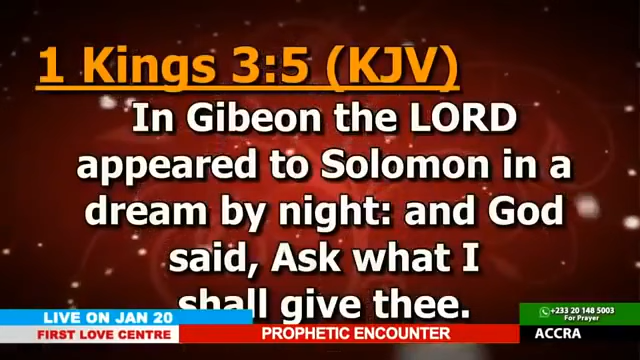 1 Kings 3:5 (KJV)
In Gibeon the LORD
appeared to Solomon in a
dream by night: and God
said, Ask what I
shall give thee.
LIVE ON JAN 20
FIRST LOVE CENTRE
PROPHETIC ENCOUNTER
+233 20 148 5003
For Prayer
ACCRA